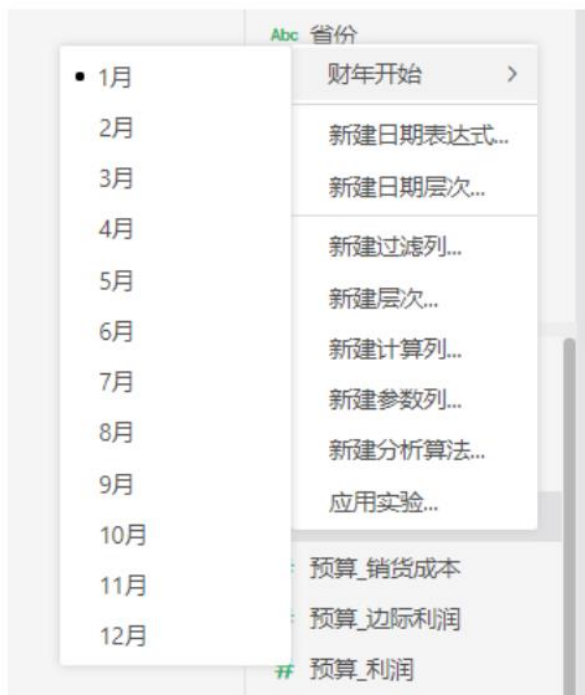 Abc 省份
财年开始
新建日期表达式...
新建日期层次...
新建过滤列...
新建层次...
新建计算列...
新建参数列...
新建分析算法...
应用实验...
1月
2月
3月
4月
5月
6月
7月
8月
9月
10月
11月
12月
预算_销货成本
预算_边际利润
# 预算_利润